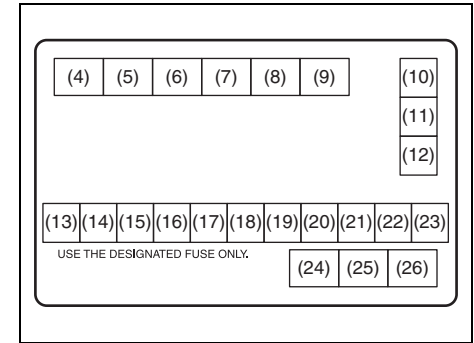 (4) (5) (6) (7) (8) (9) (10)
(11)
(12)
(13) (14) (15) (16) (17) (18) (19) (20) (21) (22) (23)
USE THE DESIGNATED FUSE ONLY.
(24) (25) (26)